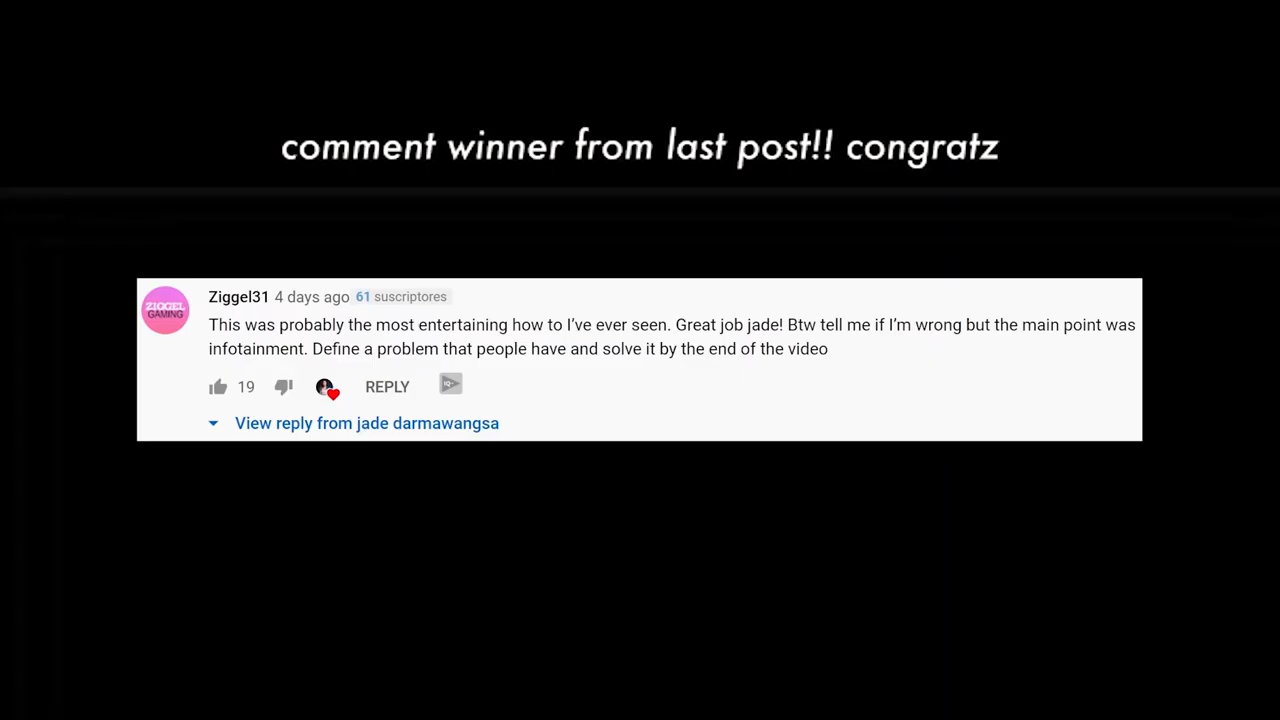 comment winner from last post!! congratz
ZIGGEL
GAMING
Ziggel31 4 days ago 61 suscriptores
This was probably the most entertaining how to I've ever seen. Great job jade! Btw tell me if I'm wrong but the main point was
infotainment. Define a problem that people have and solve it by the end of the video
19 REPLY
View reply from jade darmawangsa